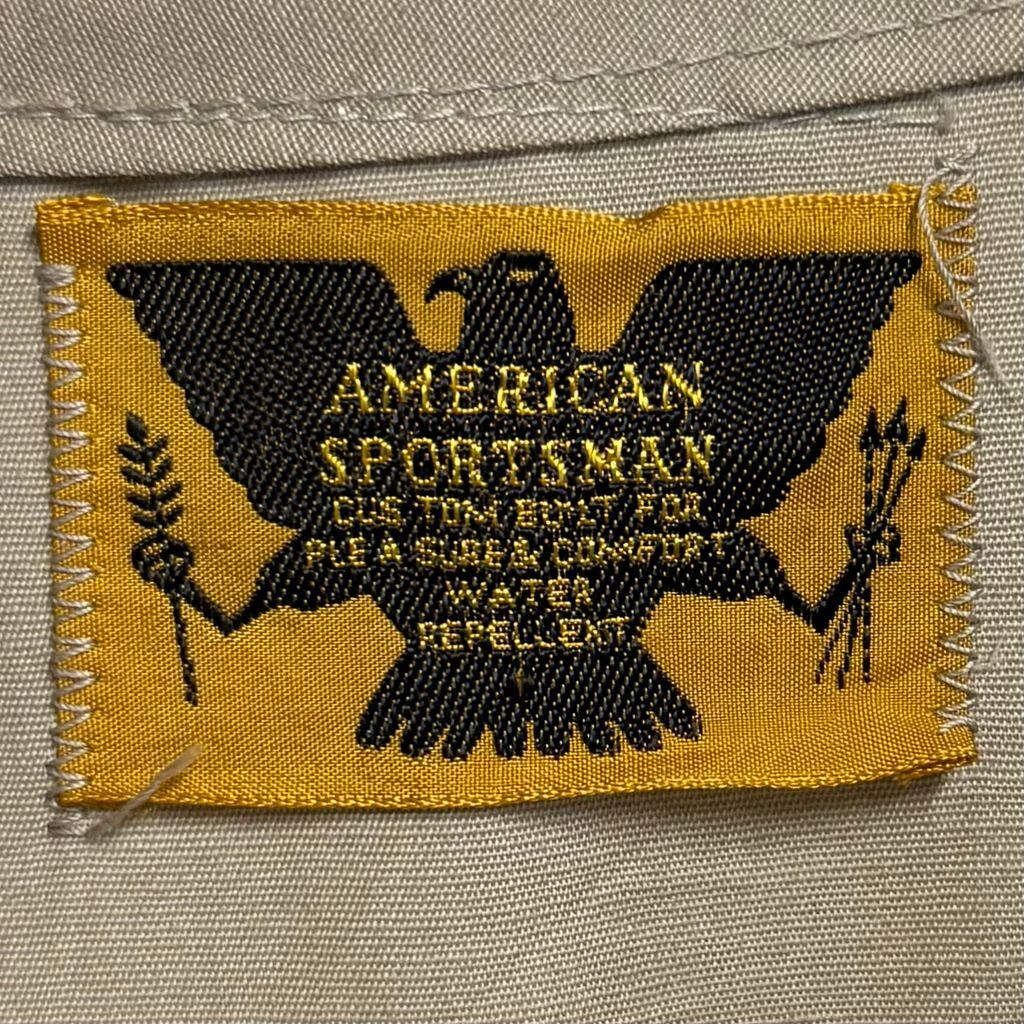 AMERICAN
SPORTSMAN
CUSTOM BUILT FOR
PLEASURE & COMFORT
WATER
REPELLENT